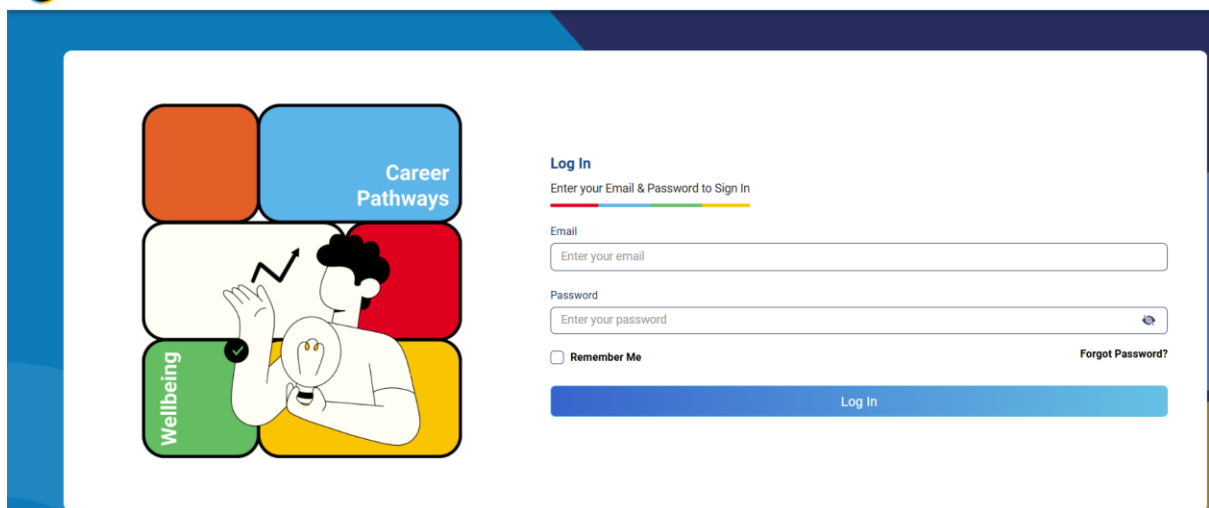 Career
Pathways
Wellbeing
Log In
Enter your Email & Password to Sign In
Email
Enter your email
Password
Enter your password
Remember Me
Forgot Password?
Log In